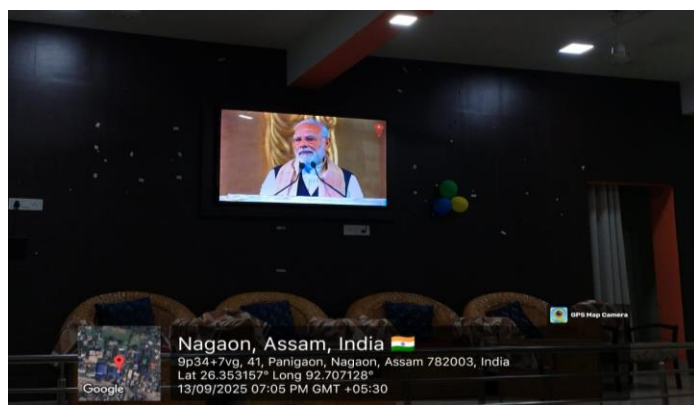 GPS Map Camera
Nagaon, Assam, India
9p34+7vg, 41, Panigaon, Nagaon, Assam 782003, India
Lat 26.353157° Long 92.707128°
13/09/2025 07:05 PM GMT +05:30
Google